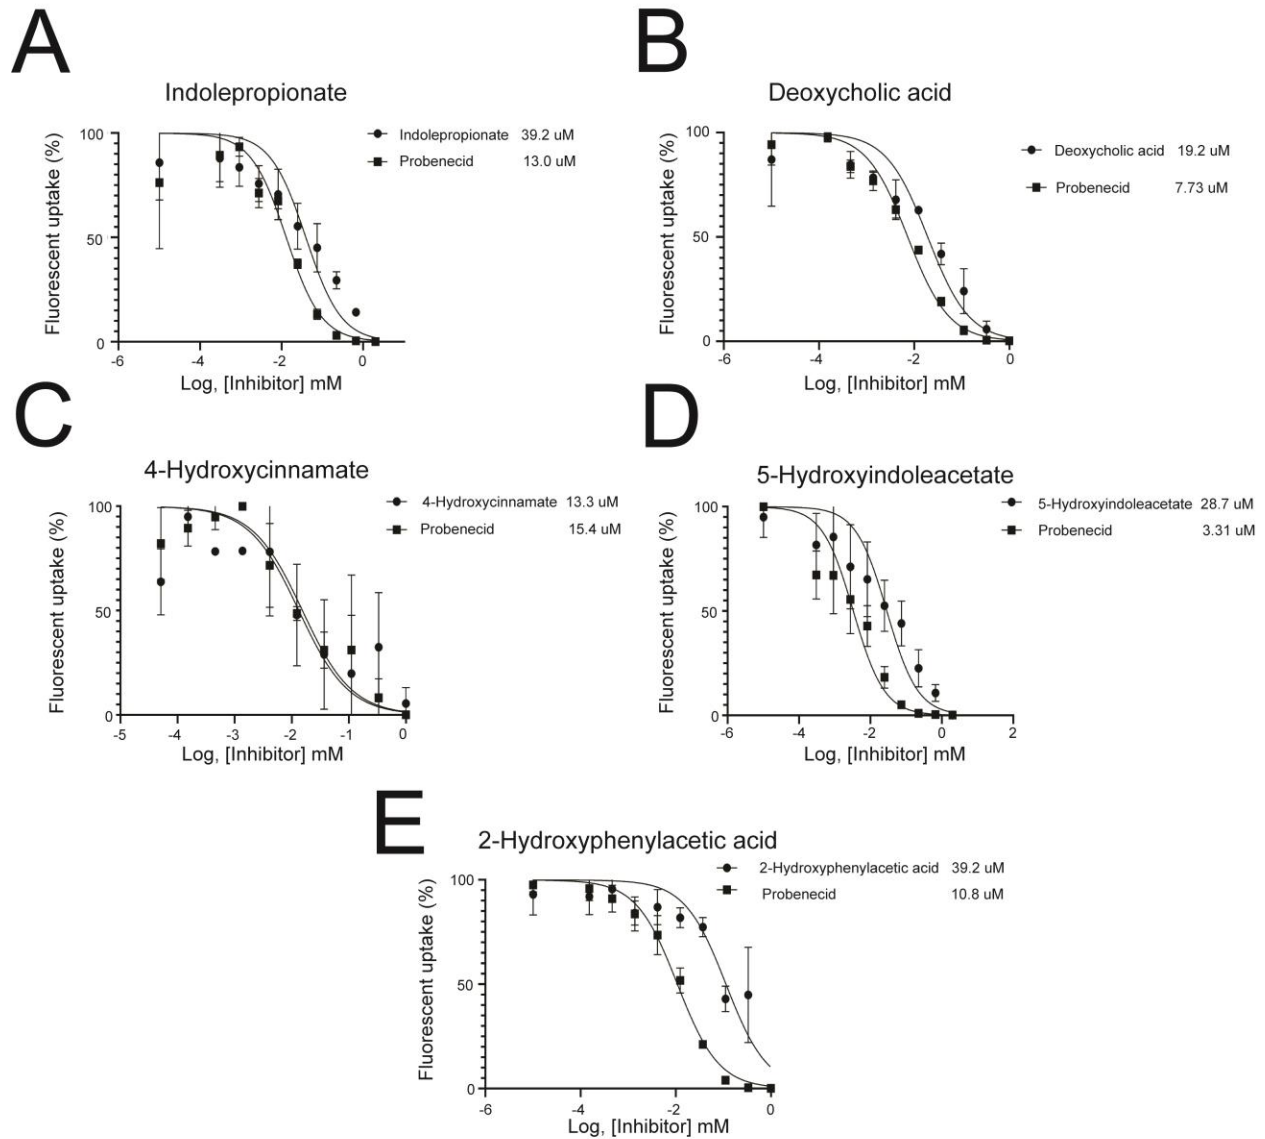 A
Indolepropionate
Indolepropionate 39.2 uM
Probenecid 13.0 uM
Fluorescent uptake (%)
100
50
0
-6 -4 -2 0
Log, [Inhibitor] mM
B
Deoxycholic acid
Deoxycholic acid 19.2 uM
Probenecid 7.73 uM
Fluorescent uptake (%)
100
50
0
-6 -4 -2 0
Log, [Inhibitor] mM
C
4-Hydroxycinnamate
4-Hydroxycinnamate 13.3 uM
Probenecid 15.4 uM
Fluorescent uptake (%)
100
50
0
-5 -4 -3 -2 -1 0
Log, [Inhibitor] mM
D
5-Hydroxyindoleacetate
5-Hydroxyindoleacetate 28.7 uM
Probenecid 3.31 uM
Fluorescent uptake (%)
100
50
0
-6 -4 -2 0 2
Log, [Inhibitor] mM
E
2-Hydroxyphenylacetic acid
2-Hydroxyphenylacetic acid 39.2 uM
Probenecid 10.8 uM
Fluorescent uptake (%)
100
50
0
-6 -4 -2 0
Log, [Inhibitor] mM